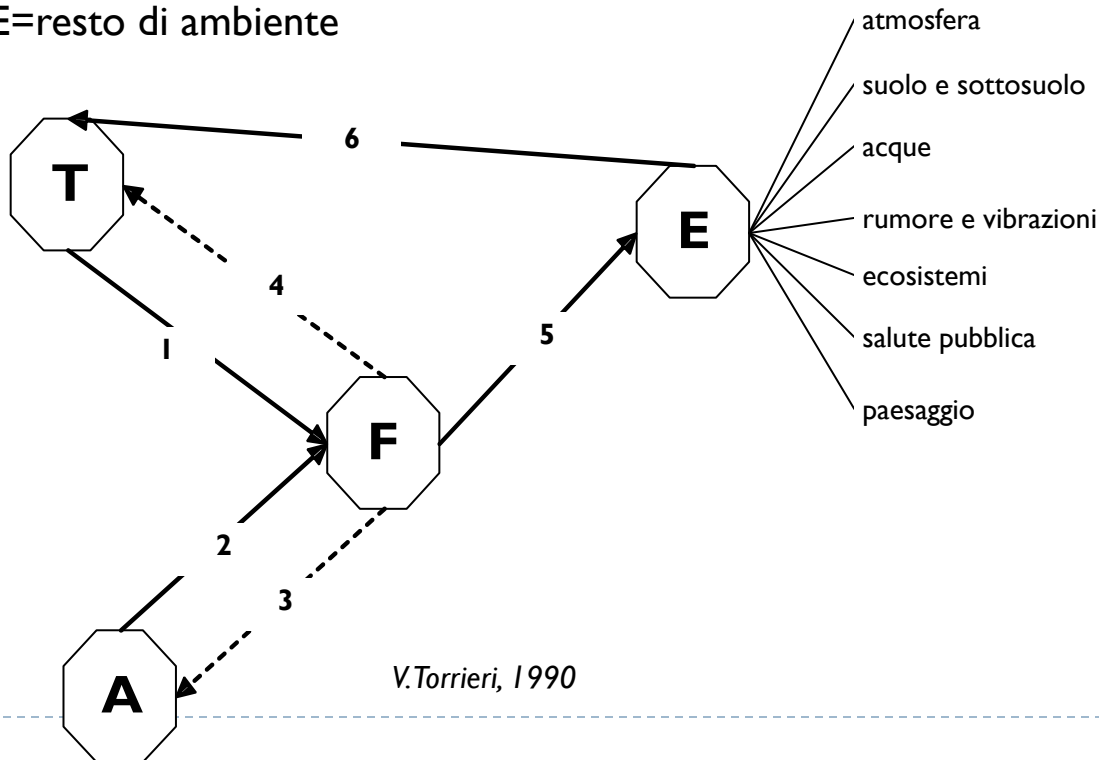 E=resto di ambiente
atmosfera
suolo e sottosuolo
acque
rumore e vibrazioni
ecosistemi
salute pubblica
paesaggio
6
T
E
4
5
1
F
2
3
A
V.Torrieri, 1990